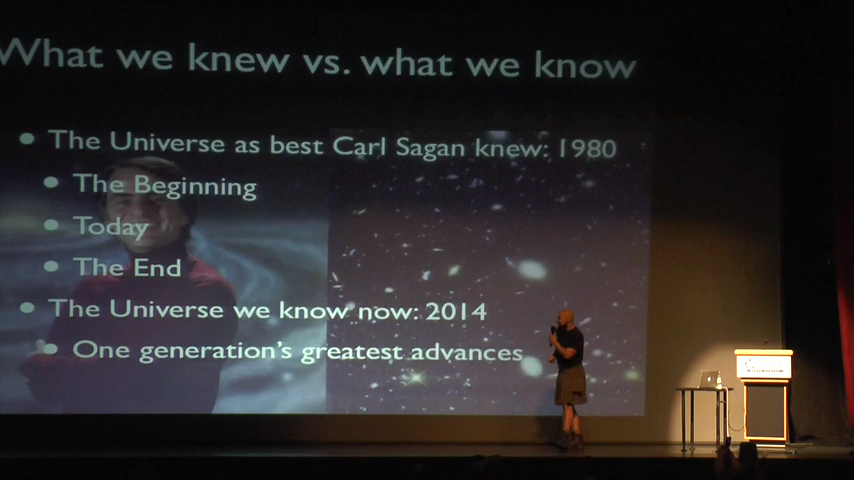 What we knew vs. what we know
• The Universe as best Carl Sagan knew: 1980
• The Beginning
• Today
• The End
• The Universe we know now: 2014
• One generation's greatest advances